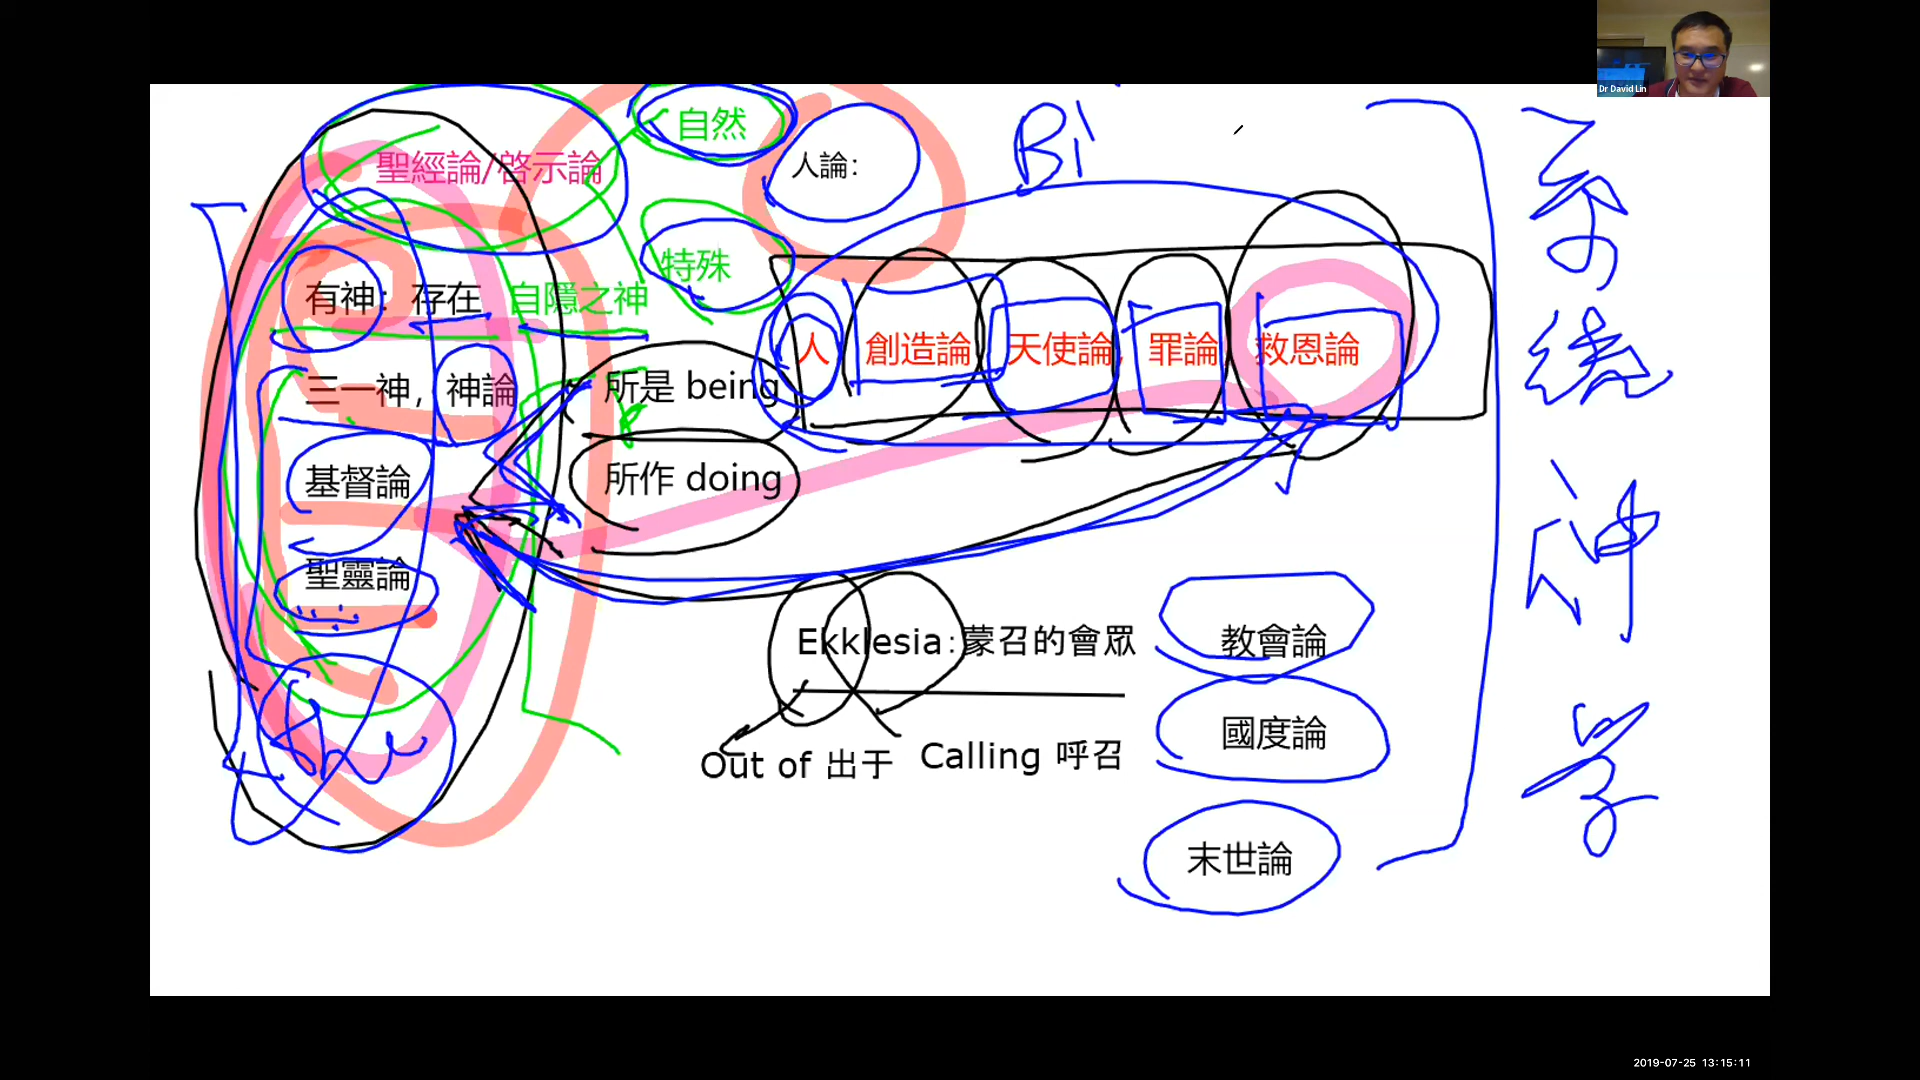 Dr David Lin
自然
聖經論/啓示論
人論:
Bi
特殊
有神: 存在 自隱之神
人 創造論 天使論, 罪論 救恩論
三一神, 神論 所是 being
基督論 所作 doing
聖靈論
Ekklesia:蒙召的會眾 教會論
Out of 出于 Calling 呼召 國度論
末世論
系统神学
2019-07-25 13:15:11